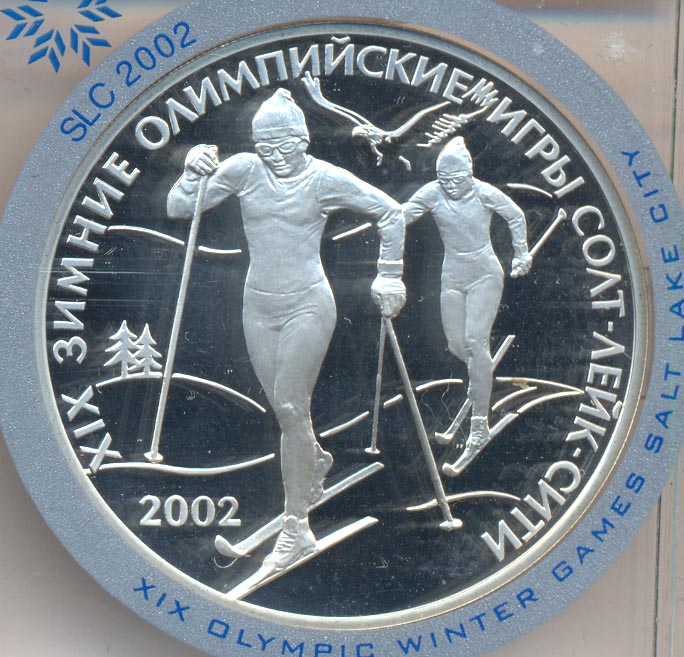 SLC 2002
XIX ЗИМНИЕ ОЛИМПИЙСКИЕ ИГРЫ СОЛТ-ЛЕЙК-СИТИ
2002
XIX OLYMPIC WINTER GAMES SALT LAKE CITY